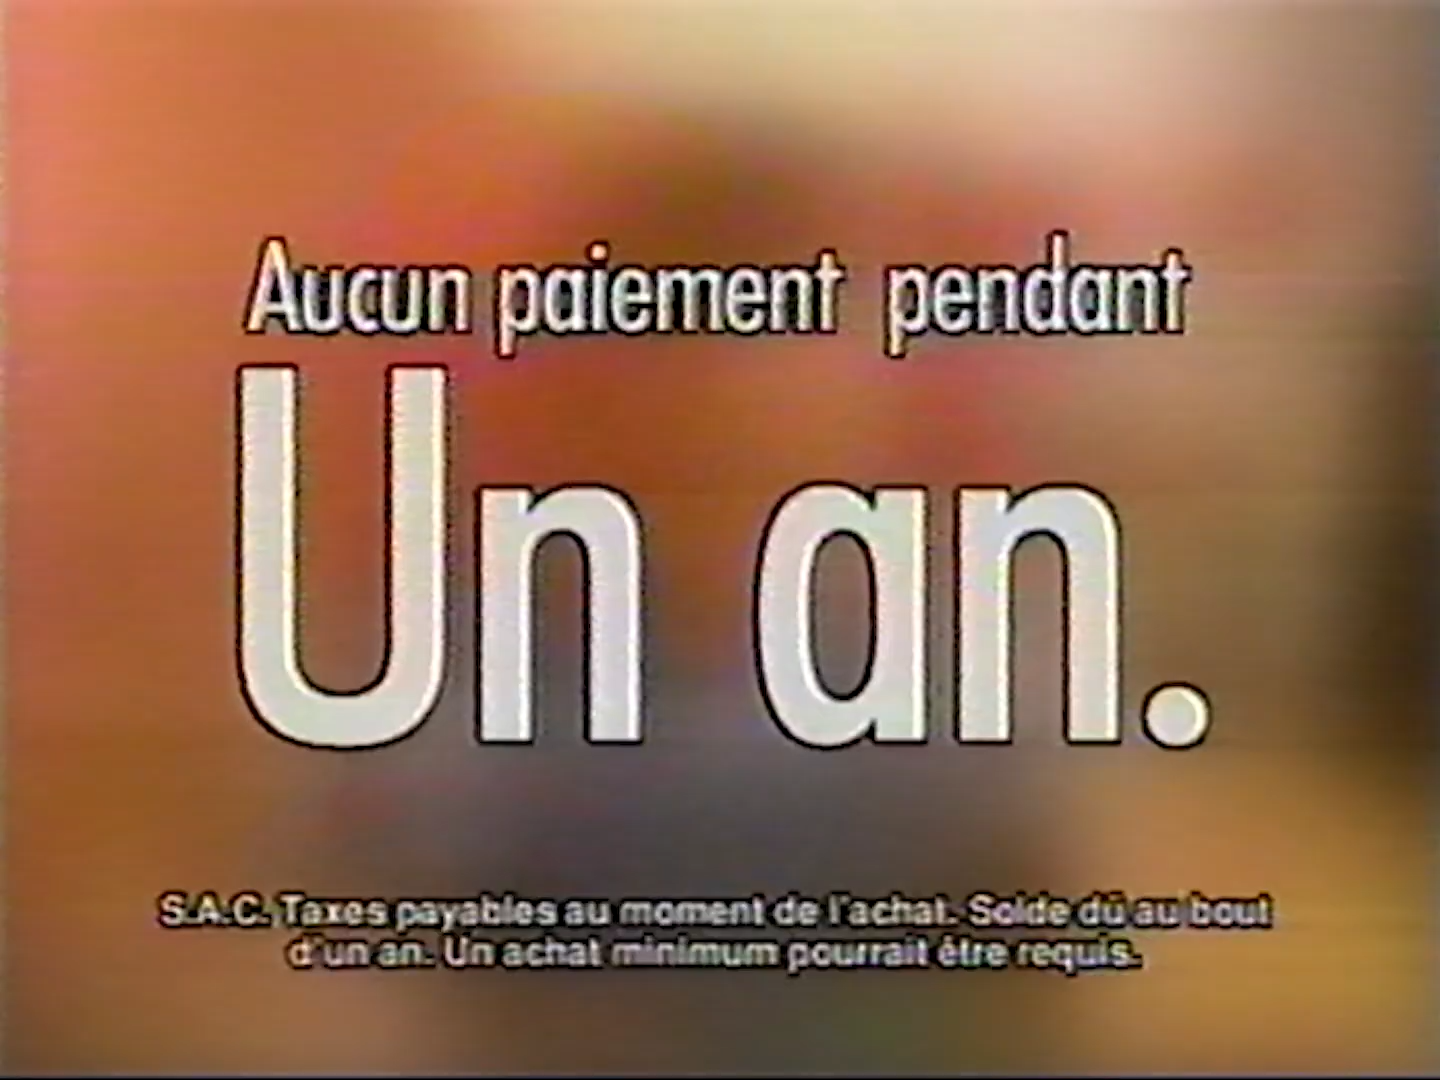 Aucun paiement pendant
Un an.
S.A.C. Taxes payables au moment de l'achat. Solde dû au bout
d'un an. Un achat minimum pourrait être requis.